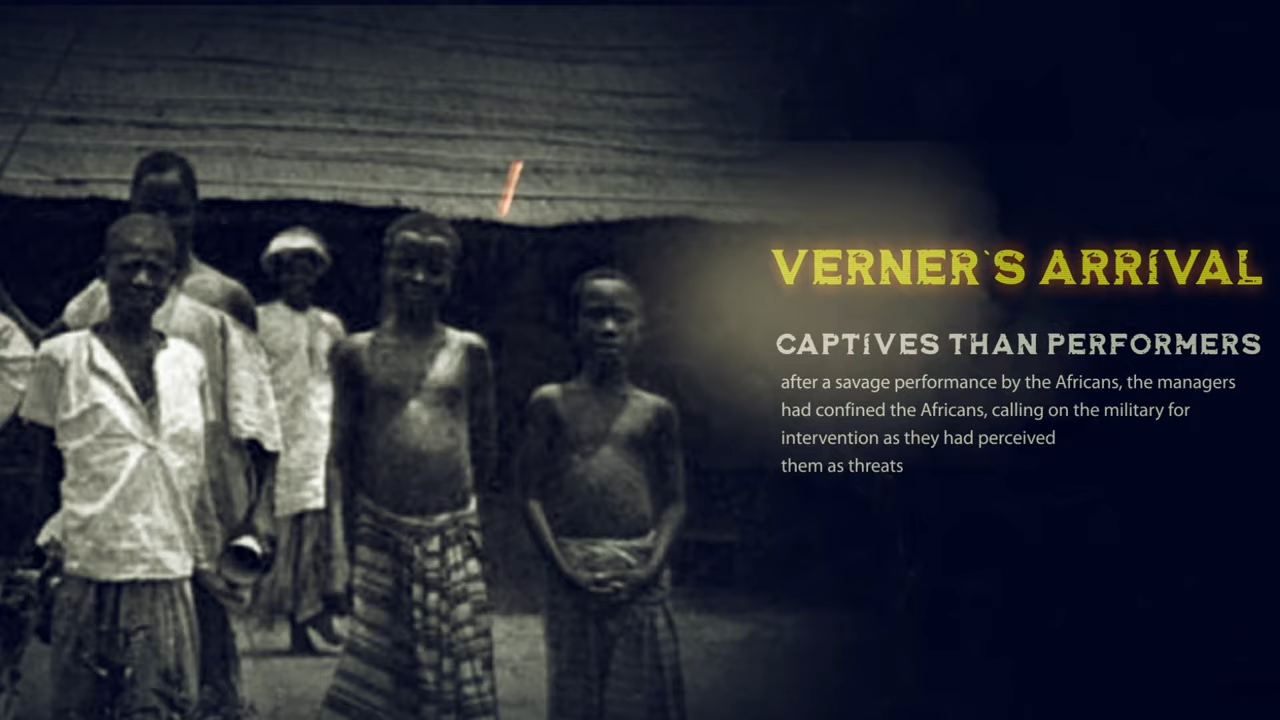 VERNER`S ARRIVAL
CAPTIVES THAN PERFORMERS
after a savage performance by the Africans, the managers
had confined the Africans, calling on the military for
intervention as they had perceived
them as threats